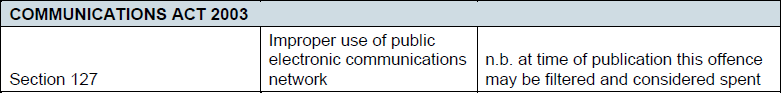 COMMUNICATIONS ACT 2003
Section 127
Improper use of public
electronic communications
network
n.b. at time of publication this offence
may be filtered and considered spent